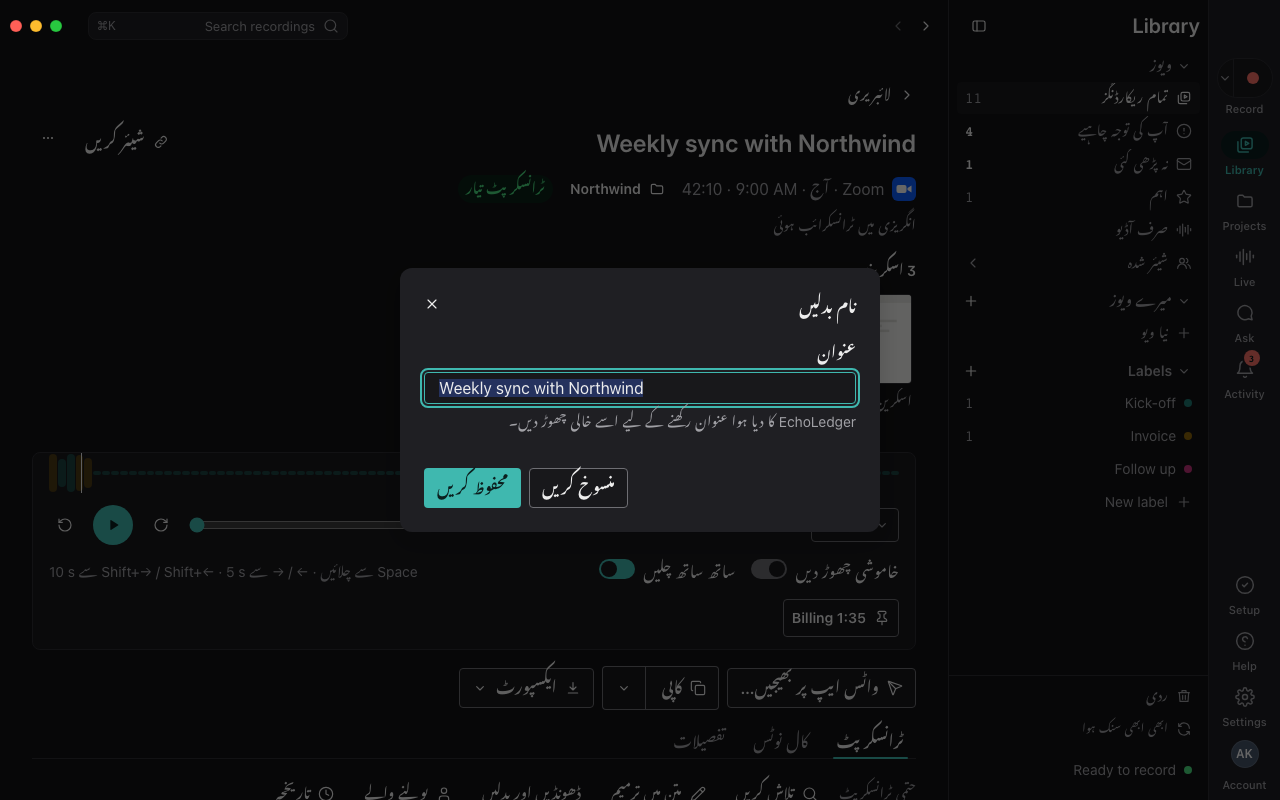 ⌘K
Search recordings
Library
ویوز
تمام ریکارڈنگز 11
آپ کی توجہ چاہیے 4
نہ پڑھی گئی 1
اہم 1
صرف آڈیو
شیئر شدہ
میرے ویوز
نیا ویو
Labels
Kick-off 1
Invoice 1
Follow up
New label
ردی
ابھی ابھی سنک ہوا
Ready to record
Record
Library
Projects
Live
Ask
3
Activity
Setup
Help
Settings
AK
Account
لائبریری
Weekly sync with Northwind
شیئر کریں
Zoom · آج · 9:00 AM · 42:10
Northwind
ٹرانسکرپٹ تیار
انگریزی میں ٹرانسکرائب ہوئی
3
نام بدلیں
عنوان
Weekly sync with Northwind
EchoLedger کا دیا ہوا عنوان رکھنے کے لیے اسے خالی چھوڑ دیں۔
منسوخ کریں
محفوظ کریں
خاموشی چھوڑ دیں
ساتھ ساتھ چلیں
Space سے چلائیں · ← / → سے 5 s · Shift+← / Shift+→ سے 10 s
Billing 1:35
واٹس ایپ پر بھیجیں...
کاپی
ایکسپورٹ
ٹرانسکرپٹ
کال نوٹس
تفصیلات
حتمی ٹرانسکرپٹ
تلاش کریں
متن میں ترمیم
ڈھونڈیں اور بدلیں
بولنے والے
تاریخچہ